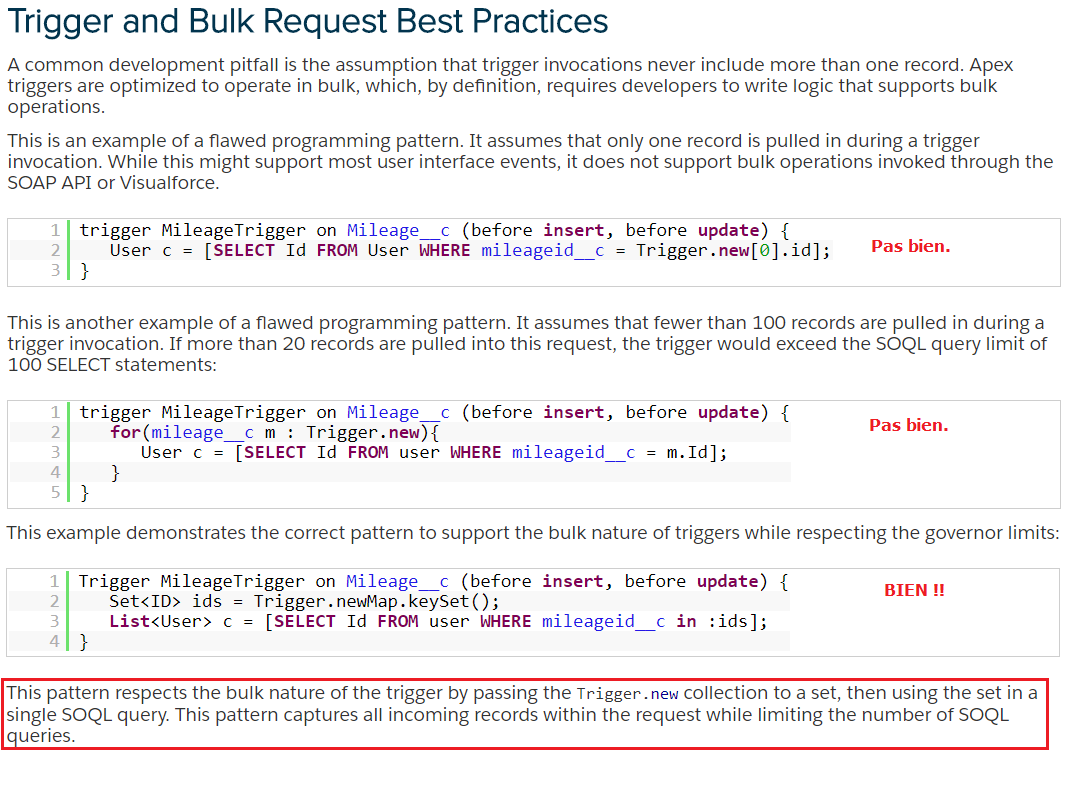 Trigger and Bulk Request Best Practices
A common development pitfall is the assumption that trigger invocations never include more than one record. Apex
triggers are optimized to operate in bulk, which, by definition, requires developers to write logic that supports bulk
operations.
This is an example of a flawed programming pattern. It assumes that only one record is pulled in during a trigger
invocation. While this might support most user interface events, it does not support bulk operations invoked through the
SOAP API or Visualforce.
1 trigger MileageTrigger on Mileage__c (before insert, before update) {
2    User c = [SELECT Id FROM User WHERE mileageid__c = Trigger.new[0].id];
Pas bien.
3 }
This is another example of a flawed programming pattern. It assumes that fewer than 100 records are pulled in during a
trigger invocation. If more than 20 records are pulled into this request, the trigger would exceed the SOQL query limit of
100 SELECT statements:
1 trigger MileageTrigger on Mileage__c (before insert, before update) {
Pas bien.
2    for(mileage__c m : Trigger.new){
3       User c = [SELECT Id FROM user WHERE mileageid__c = m.Id];
4    }
5 }
This example demonstrates the correct pattern to support the bulk nature of triggers while respecting the governor limits:
1 Trigger MileageTrigger on Mileage__c (before insert, before update) {
BIEN !!
2    Set<ID> ids = Trigger.newMap.keySet();
3    List<User> c = [SELECT Id FROM user WHERE mileageid__c in :ids];
4 }
This pattern respects the bulk nature of the trigger by passing the Trigger.new collection to a set, then using the set in a
single SOQL query. This pattern captures all incoming records within the request while limiting the number of SOQL
queries.